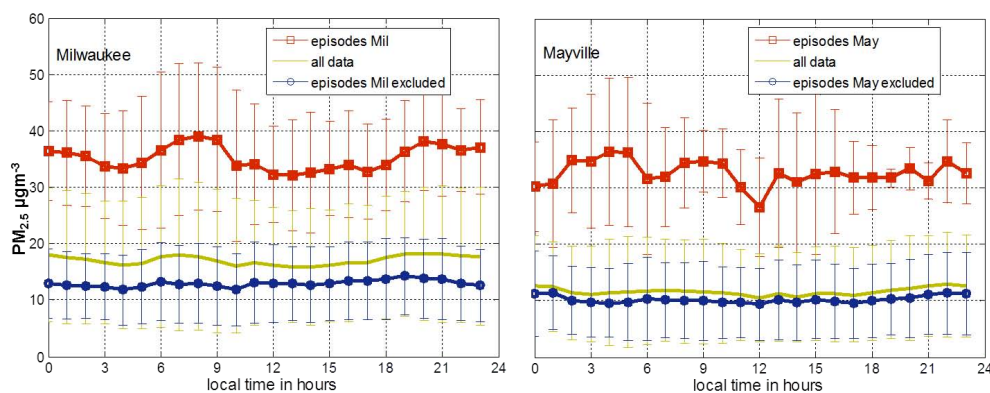 Milwaukee
episodes Mil
all data
episodes Mil excluded
PM2.5 µgm-3
60
50
40
30
20
10
0
0 3 6 9 12 15 18 21 24
local time in hours
Mayville
episodes May
all data
episodes May excluded
0 3 6 9 12 15 18 21 24
local time in hours